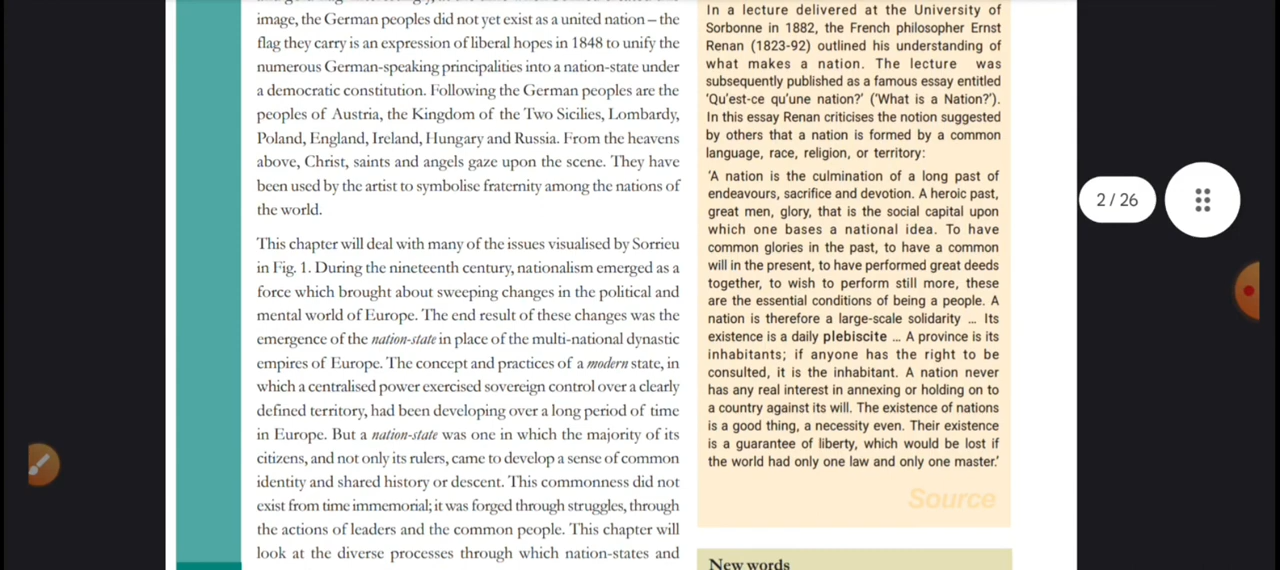 image, the German peoples did not yet exist as a united nation – the
flag they carry is an expression of liberal hopes in 1848 to unify the
numerous German-speaking principalities into a nation-state under
a democratic constitution. Following the German peoples are the
peoples of Austria, the Kingdom of the Two Sicilies, Lombardy,
Poland, England, Ireland, Hungary and Russia. From the heavens
above, Christ, saints and angels gaze upon the scene. They have
been used by the artist to symbolise fraternity among the nations of
the world.
This chapter will deal with many of the issues visualised by Sorrieu
in Fig. 1. During the nineteenth century, nationalism emerged as a
force which brought about sweeping changes in the political and
mental world of Europe. The end result of these changes was the
emergence of the nation-state in place of the multi-national dynastic
empires of Europe. The concept and practices of a modern state, in
which a centralised power exercised sovereign control over a clearly
defined territory, had been developing over a long period of time
in Europe. But a nation-state was one in which the majority of its
citizens, and not only its rulers, came to develop a sense of common
identity and shared history or descent. This commonness did not
exist from time immemorial; it was forged through struggles, through
the actions of leaders and the common people. This chapter will
look at the diverse processes through which nation-states and
In a lecture delivered at the University of
Sorbonne in 1882, the French philosopher Ernst
Renan (1823-92) outlined his understanding of
what makes a nation. The lecture was
subsequently published as a famous essay entitled
‘Qu’est-ce qu’une nation?’ (‘What is a Nation?’).
In this essay Renan criticises the notion suggested
by others that a nation is formed by a common
language, race, religion, or territory:
‘A nation is the culmination of a long past of
endeavours, sacrifice and devotion. A heroic past,
great men, glory, that is the social capital upon
which one bases a national idea. To have
common glories in the past, to have a common
will in the present, to have performed great deeds
together, to wish to perform still more, these
are the essential conditions of being a people. A
nation is therefore a large-scale solidarity ... Its
existence is a daily plebiscite ... A province is its
inhabitants; if anyone has the right to be
consulted, it is the inhabitant. A nation never
has any real interest in annexing or holding on to
a country against its will. The existence of nations
is a good thing, a necessity even. Their existence
is a guarantee of liberty, which would be lost if
the world had only one law and only one master.’
Source
New words
2 / 26